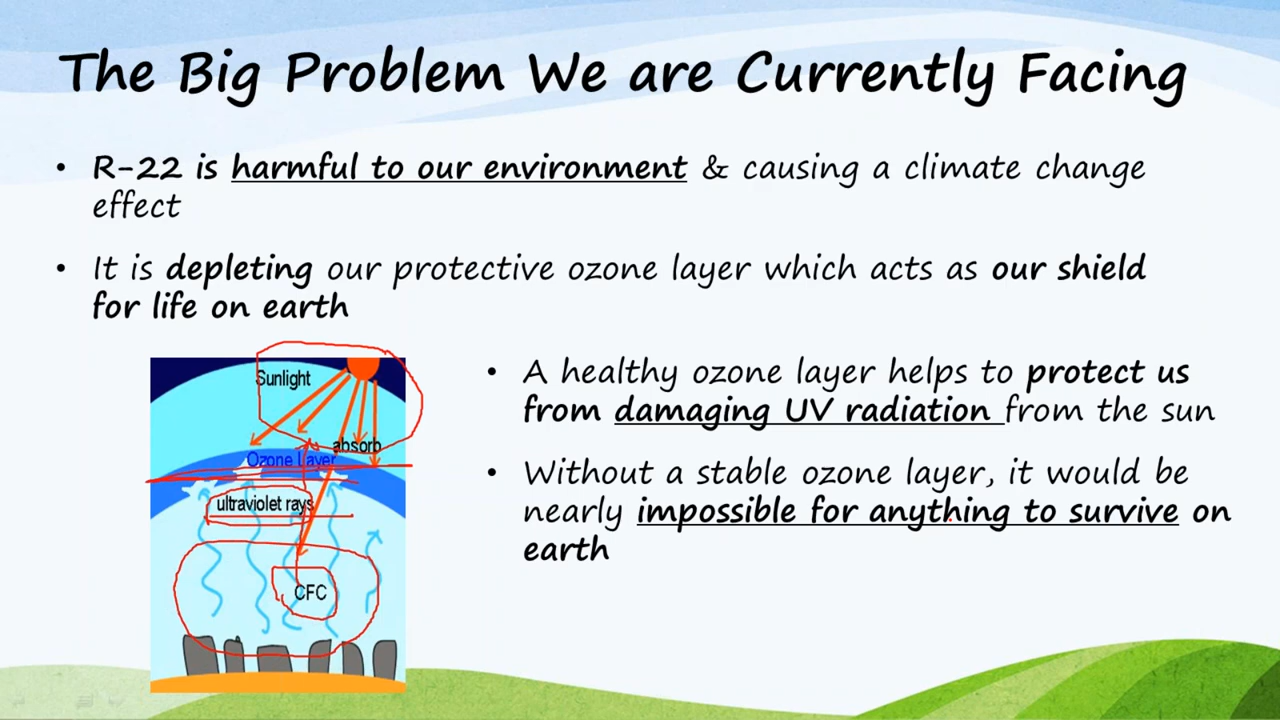 The Big Problem We are Currently Facing
• R-22 is harmful to our environment & causing a climate change
effect
• It is depleting our protective ozone layer which acts as our shield
for life on earth
Sunlight
absorb
Ozone Layer
ultraviolet rays
CFC
• A healthy ozone layer helps to protect us
from damaging UV radiation from the sun
• Without a stable ozone layer, it would be
nearly impossible for anything to survive on
earth